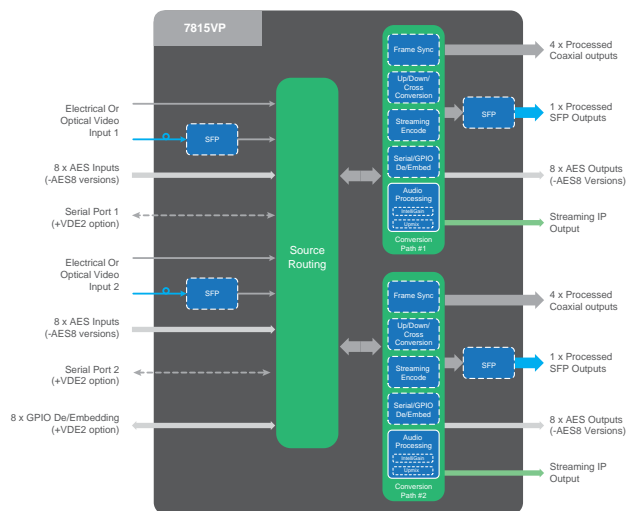 7815VP
Electrical Or
Optical Video
Input 1
SFP
8 x AES Inputs
(-AES8 versions)
Serial Port 1
(+VDE2 option)
Electrical Or
Optical Video
Input 2
SFP
8 x AES Inputs
(-AES8 versions)
Serial Port 2
(+VDE2 option)
8 x GPIO De/Embedding
(+VDE2 option)
Source
Routing
Frame Sync
Up/Down/
Cross
Conversion
Streaming
Encode
Serial/GPIO
De/Embed
Audio
Processing
IntelliGain
Upmix
Conversion
Path #1
SFP
4 x Processed
Coaxial outputs
1 x Processed
SFP Outputs
8 x AES Outputs
(-AES8 Versions)
Streaming IP
Output
Frame Sync
Up/Down/
Cross
Conversion
Streaming
Encode
Serial/GPIO
De/Embed
Audio
Processing
IntelliGain
Upmix
Conversion
Path #2
SFP
4 x Processed
Coaxial outputs
1 x Processed
SFP Outputs
8 x AES Outputs
(-AES8 Versions)
Streaming IP
Output